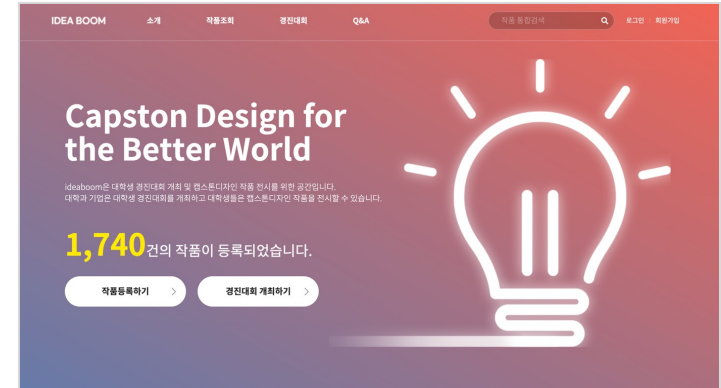 IDEA BOOM 소개 작품조회 경진대회 Q&A 작품 통합검색 로그인 회원가입
Capston Design for
the Better World
ideaboom은 대학생 경진대회 개최 및 캡스톤디자인 작품 전시를 위한 공간입니다.
대학과 기업은 대학생 경진대회를 개최하고 대학생들은 캡스톤디자인 작품을 전시할 수 있습니다.
1,740건의 작품이 등록되었습니다.
작품등록하기 경진대회 개최하기